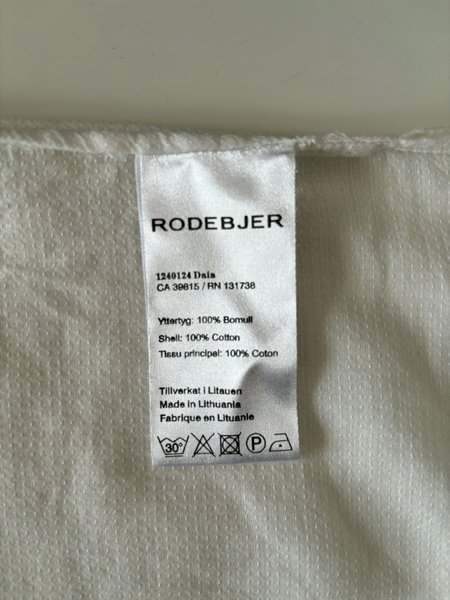 RODEBJER
1240124 Dais
CA 39815 / RN 131738
Yttertyg: 100% Bomull
Shell: 100% Cotton
Tissu principal: 100% Coton
Tillverkat i Litauen
Made in Lithuania
Fabrique en Lituanie
30° P